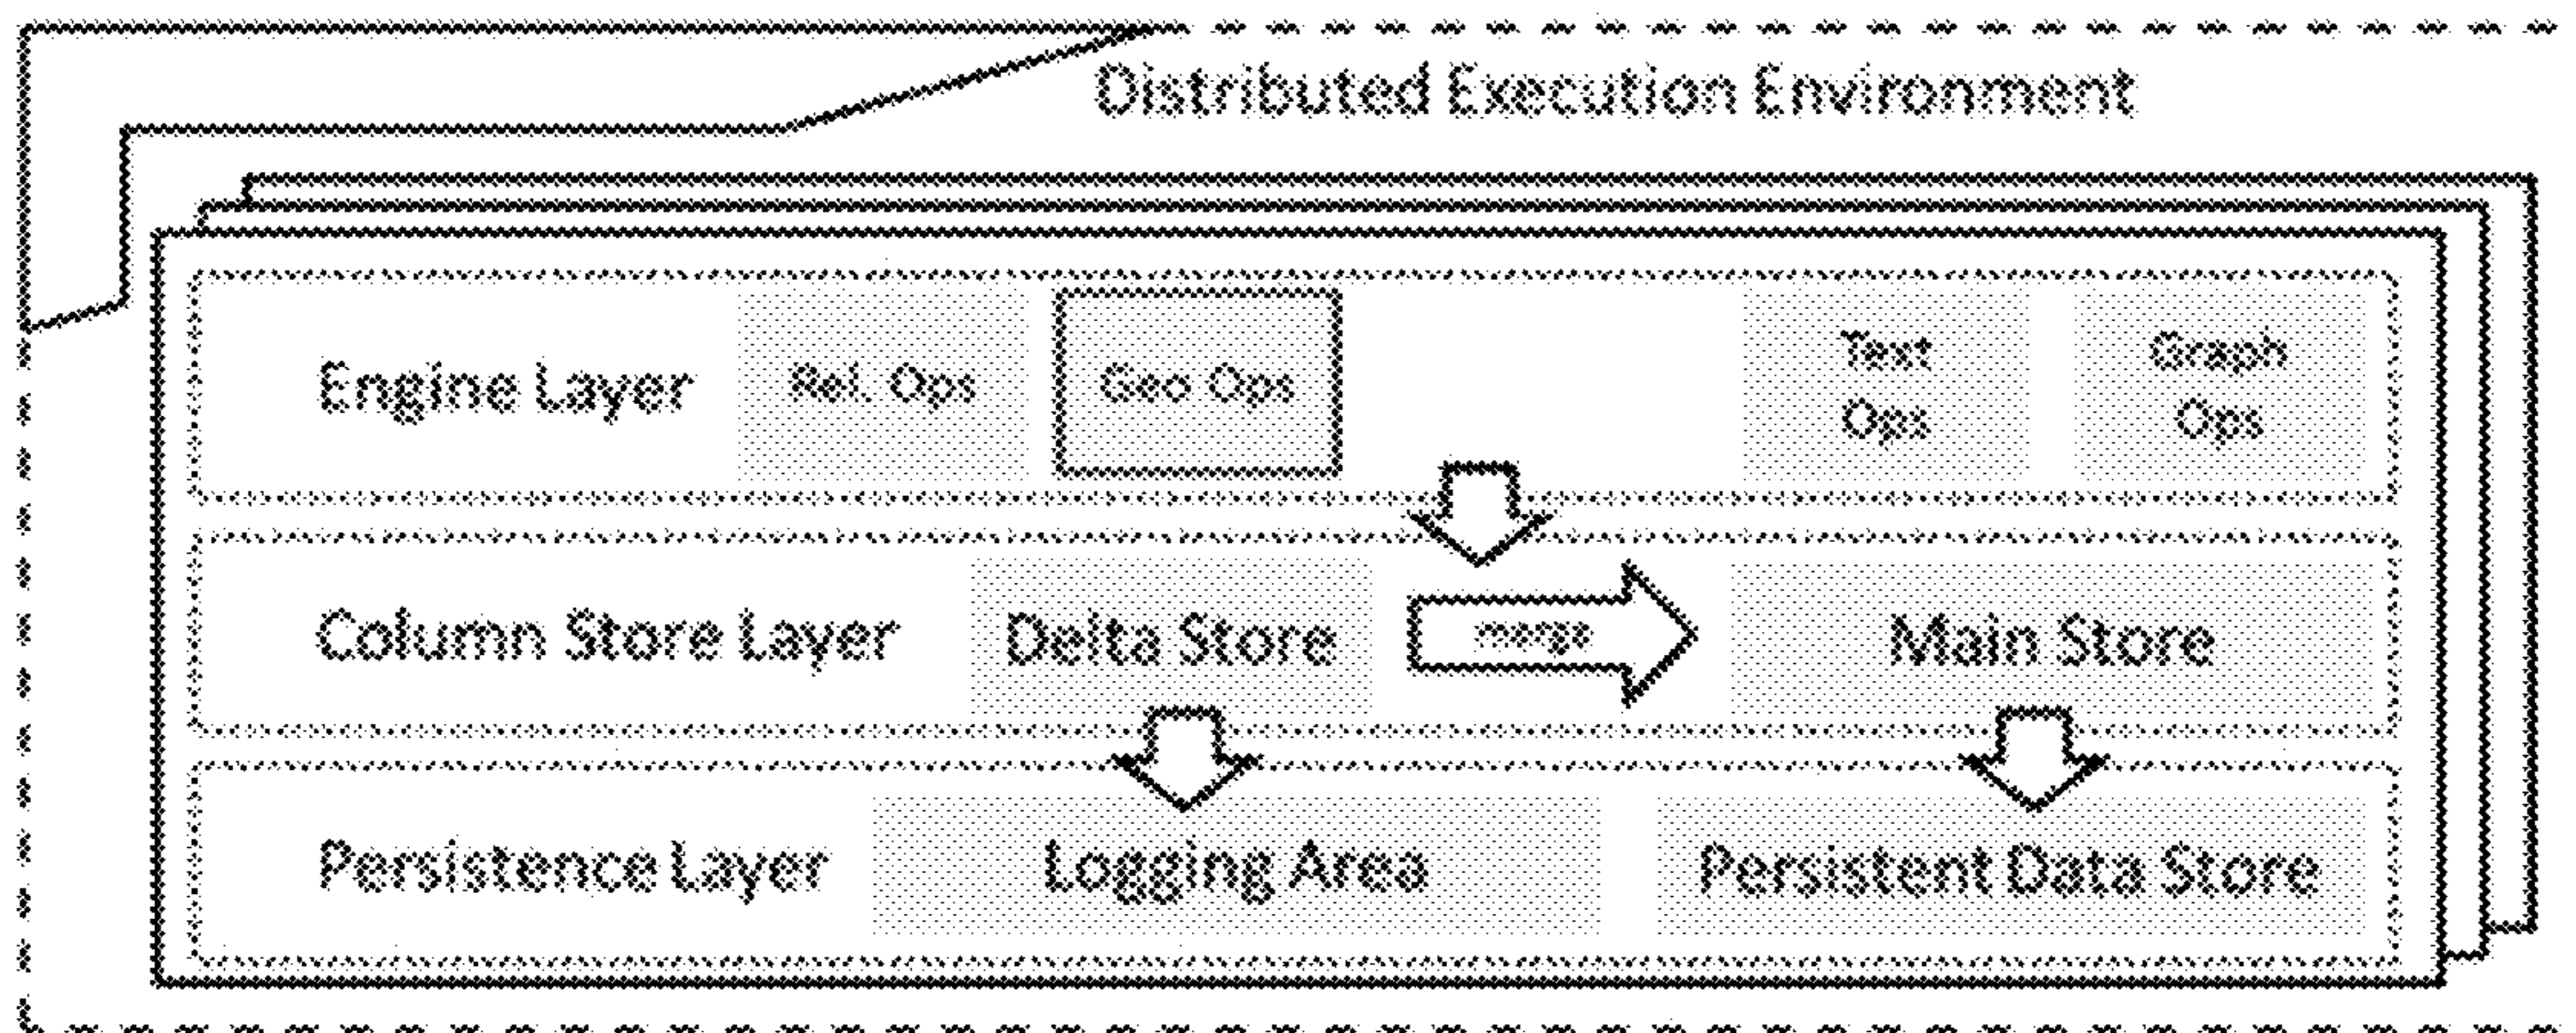 Distributed Execution Environment
Engine Layer
Rel. Ops
Geo Ops
Text
Ops
Graph
Ops
Column Store Layer
Delta Store
merge
Main Store
Persistence Layer
Logging Area
Persistent Data Store